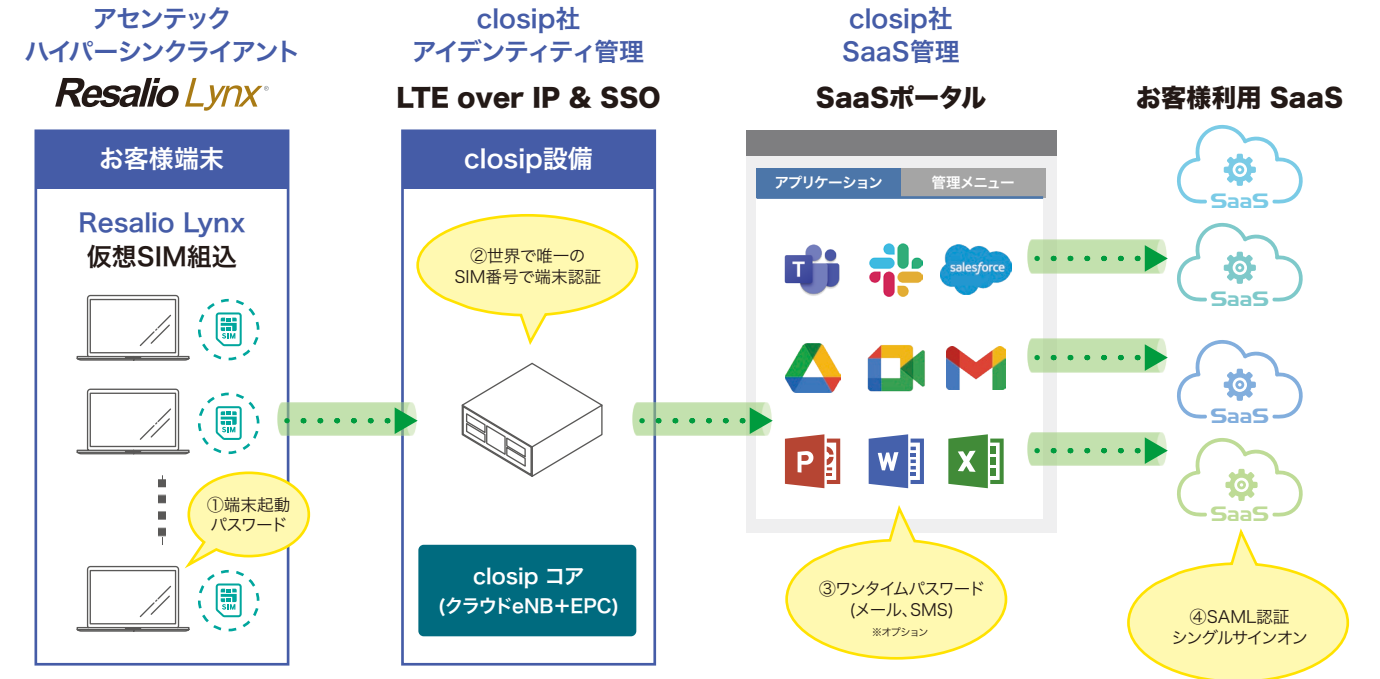 アセンテック
ハイパーシンクライアント
Resalio Lynx®
お客様端末
Resalio Lynx
仮想SIM組込
SIM
SIM
①端末起動
パスワード
SIM
closip社
アイデンティティ管理
LTE over IP & SSO
closip設備
②世界で唯一の
SIM番号で端末認証
closip コア
(クラウドeNB+EPC)
closip社
SaaS管理
SaaSポータル
アプリケーション
管理メニュー
T
salesforce
P
W
X
③ワンタイムパスワード
(メール、SMS)
※オプション
お客様利用 SaaS
SaaS
SaaS
SaaS
SaaS
④SAML認証
シングルサインオン